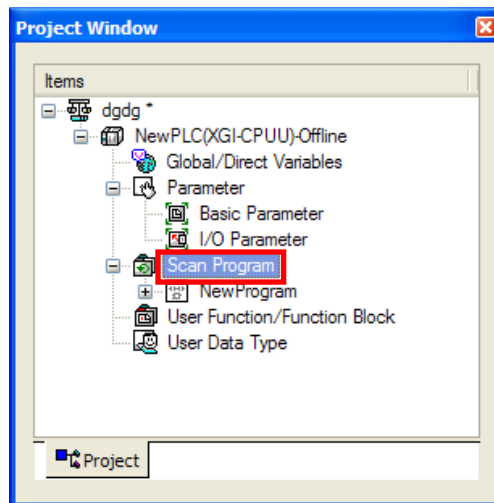 Project Window
Items
dgdg *
NewPLC(XGI-CPUU)-Offline
Global/Direct Variables
Parameter
Basic Parameter
I/O Parameter
Scan Program
NewProgram
User Function/Function Block
User Data Type
Project